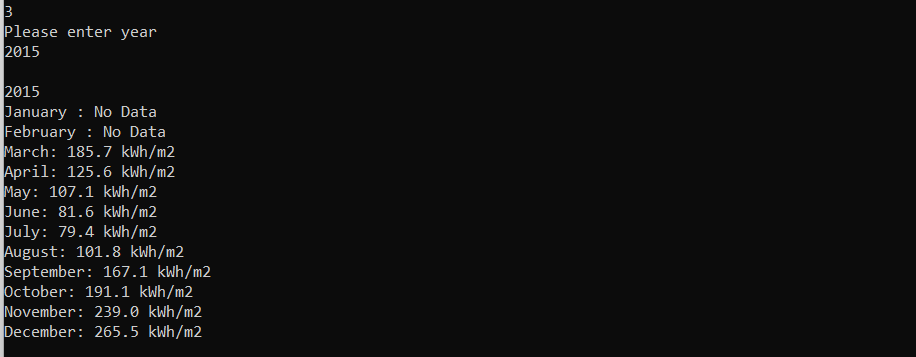 3
Please enter year
2015

2015
January : No Data
February : No Data
March: 185.7 kWh/m2
April: 125.6 kWh/m2
May: 107.1 kWh/m2
June: 81.6 kWh/m2
July: 79.4 kWh/m2
August: 101.8 kWh/m2
September: 167.1 kWh/m2
October: 191.1 kWh/m2
November: 239.0 kWh/m2
December: 265.5 kWh/m2